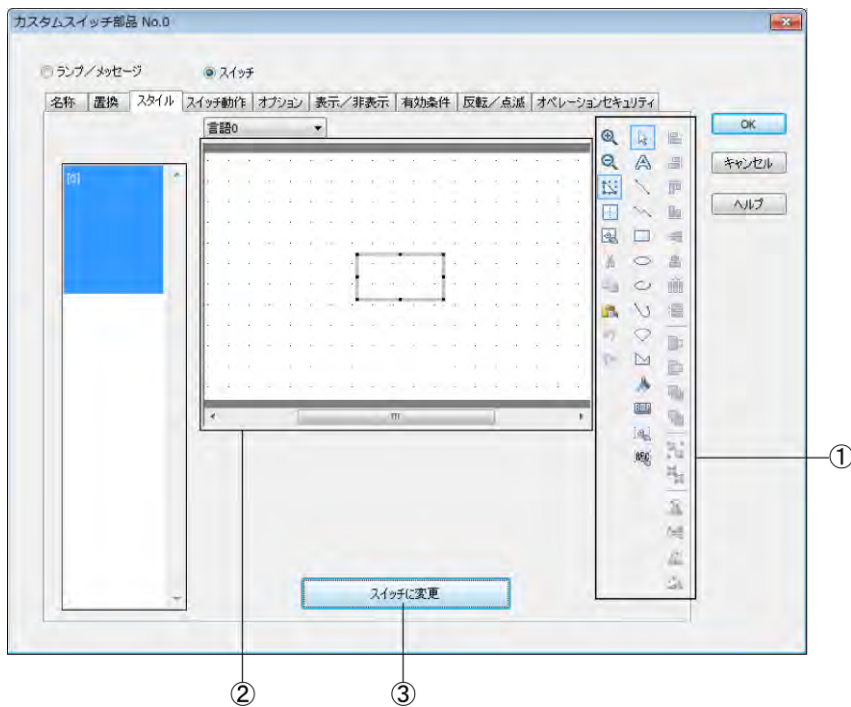 カスタムスイッチ部品 No.0
ランプ／メッセージ スイッチ
名称 置換 スタイル スイッチ動作 オプション 表示／非表示 有効条件 反転／点滅 オペレーションセキュリティ
言語0
OK
キャンセル
ヘルプ
[0]
ABC
スイッチに変更
①
②
③